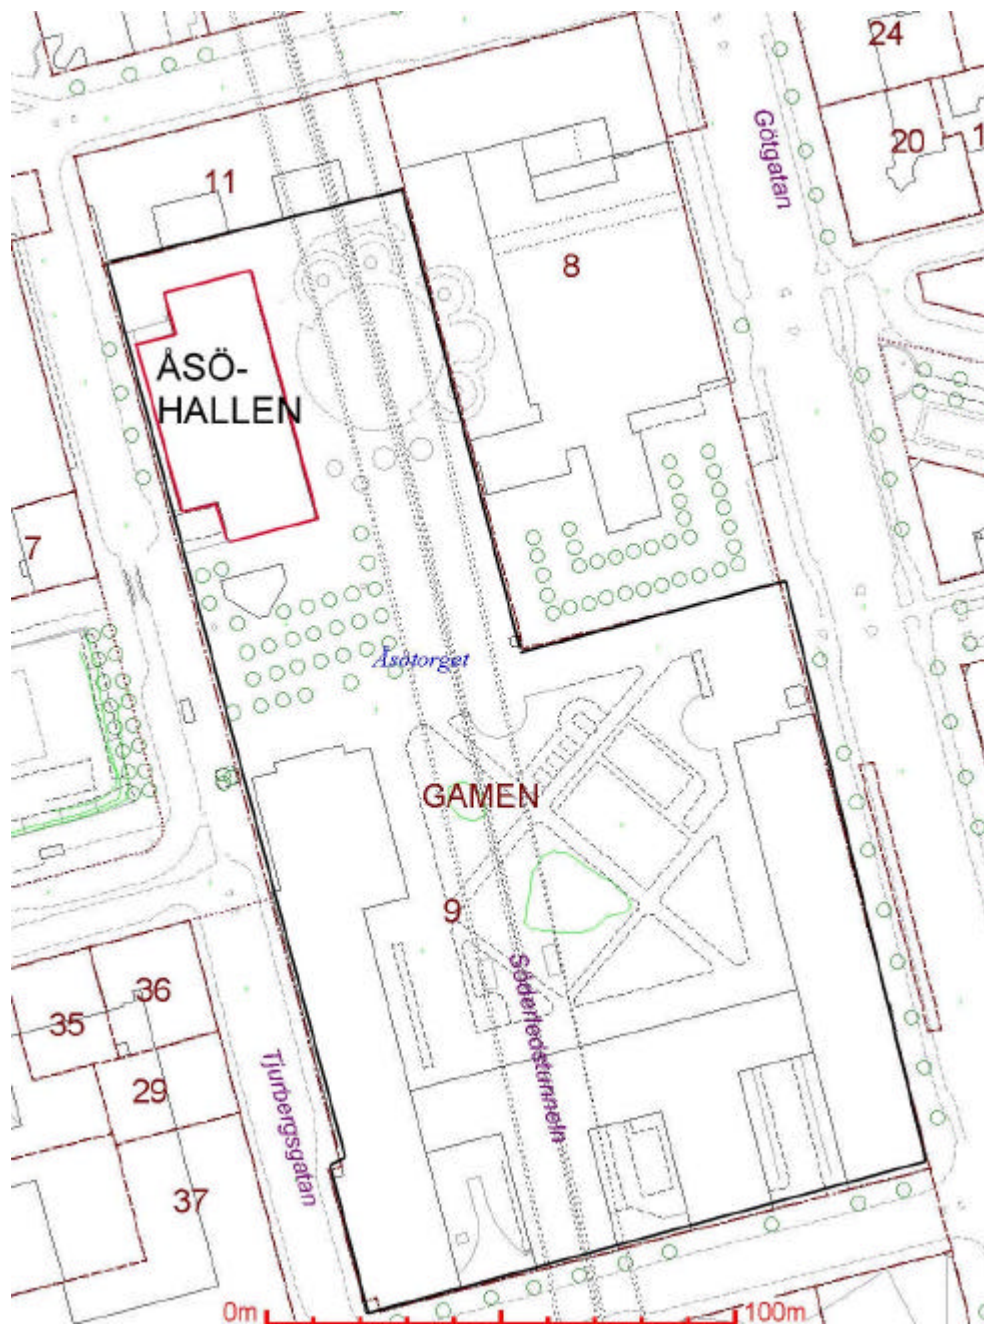 24
Götgatan
20
1
11
8
ÅSÖ-
HALLEN
7
Åsötorget
GAMEN
9
Söderledstunneln
36
35
29
Tjurbergsgatan
37
0m
100m